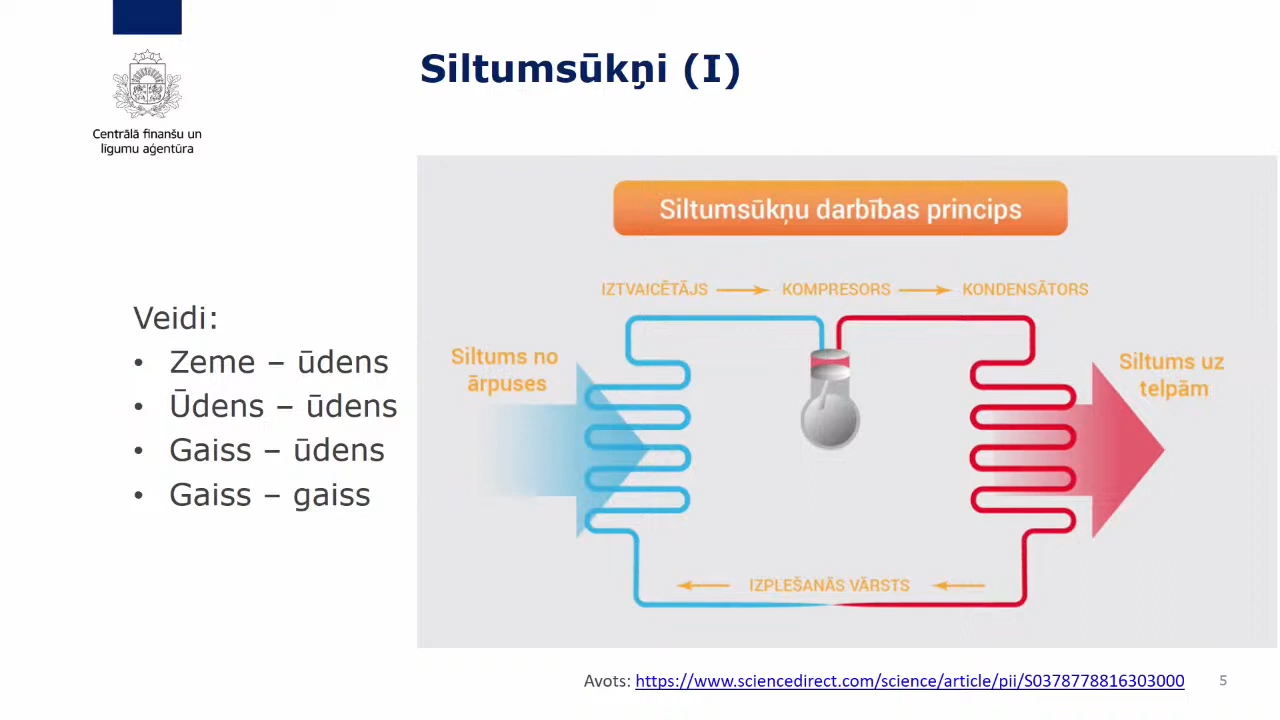 Siltumsūkņi (I)
Centrālā finanšu un
līgumu aģentūra
Veidi:
• Zeme – ūdens
• Ūdens – ūdens
• Gaiss – ūdens
• Gaiss – gaiss
Siltumsūkņu darbības princips
IZTVAICĒTĀJS → KOMPRESORS → KONDENSĀTORS
Siltums no
ārpuses
Siltums uz
telpām
IZPLEŠANĀS VĀRSTS
Avots: https://www.sciencedirect.com/science/article/pii/S0378778816303000
5